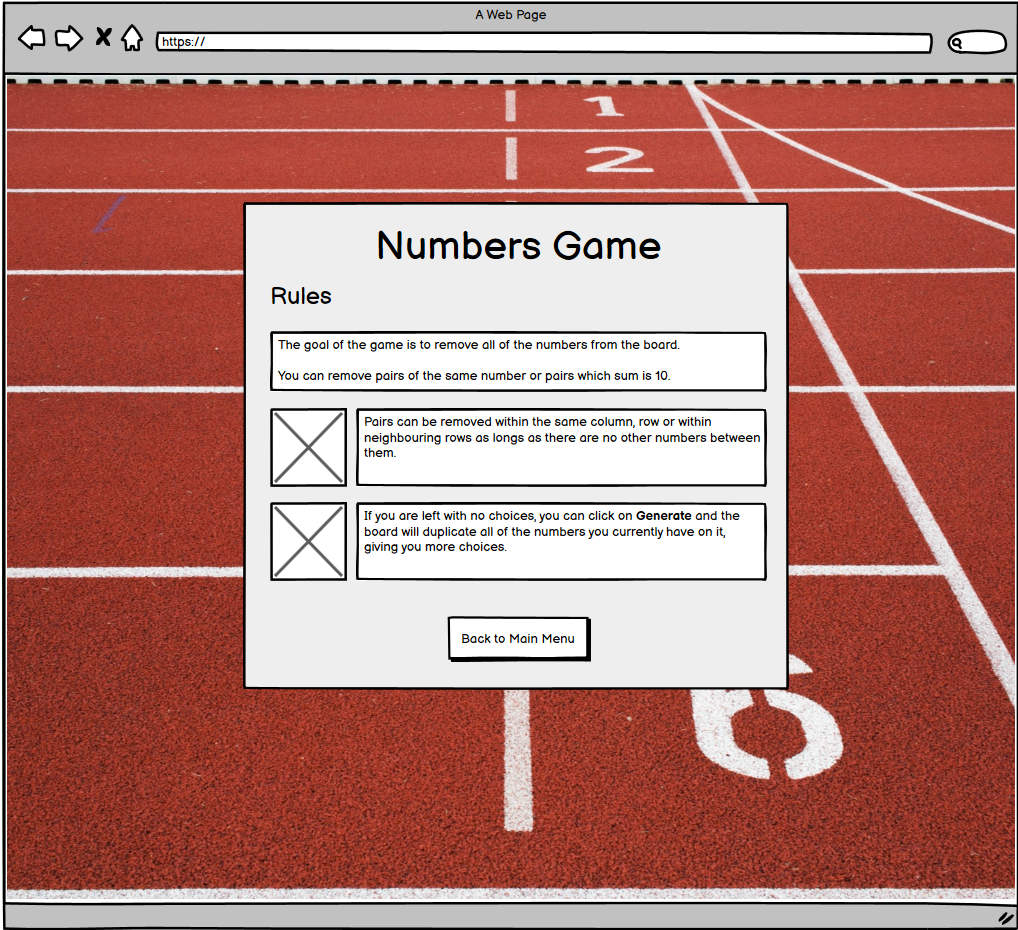 A Web Page
https://
1
2
Numbers Game
Rules
The goal of the game is to remove all of the numbers from the board.
You can remove pairs of the same number or pairs which sum is 10.
Pairs can be removed within the same column, row or within
neighbouring rows as longs as there are no other numbers between
them.
If you are left with no choices, you can click on Generate and the
board will duplicate all of the numbers you currently have on it,
giving you more choices.
Back to Main Menu
6